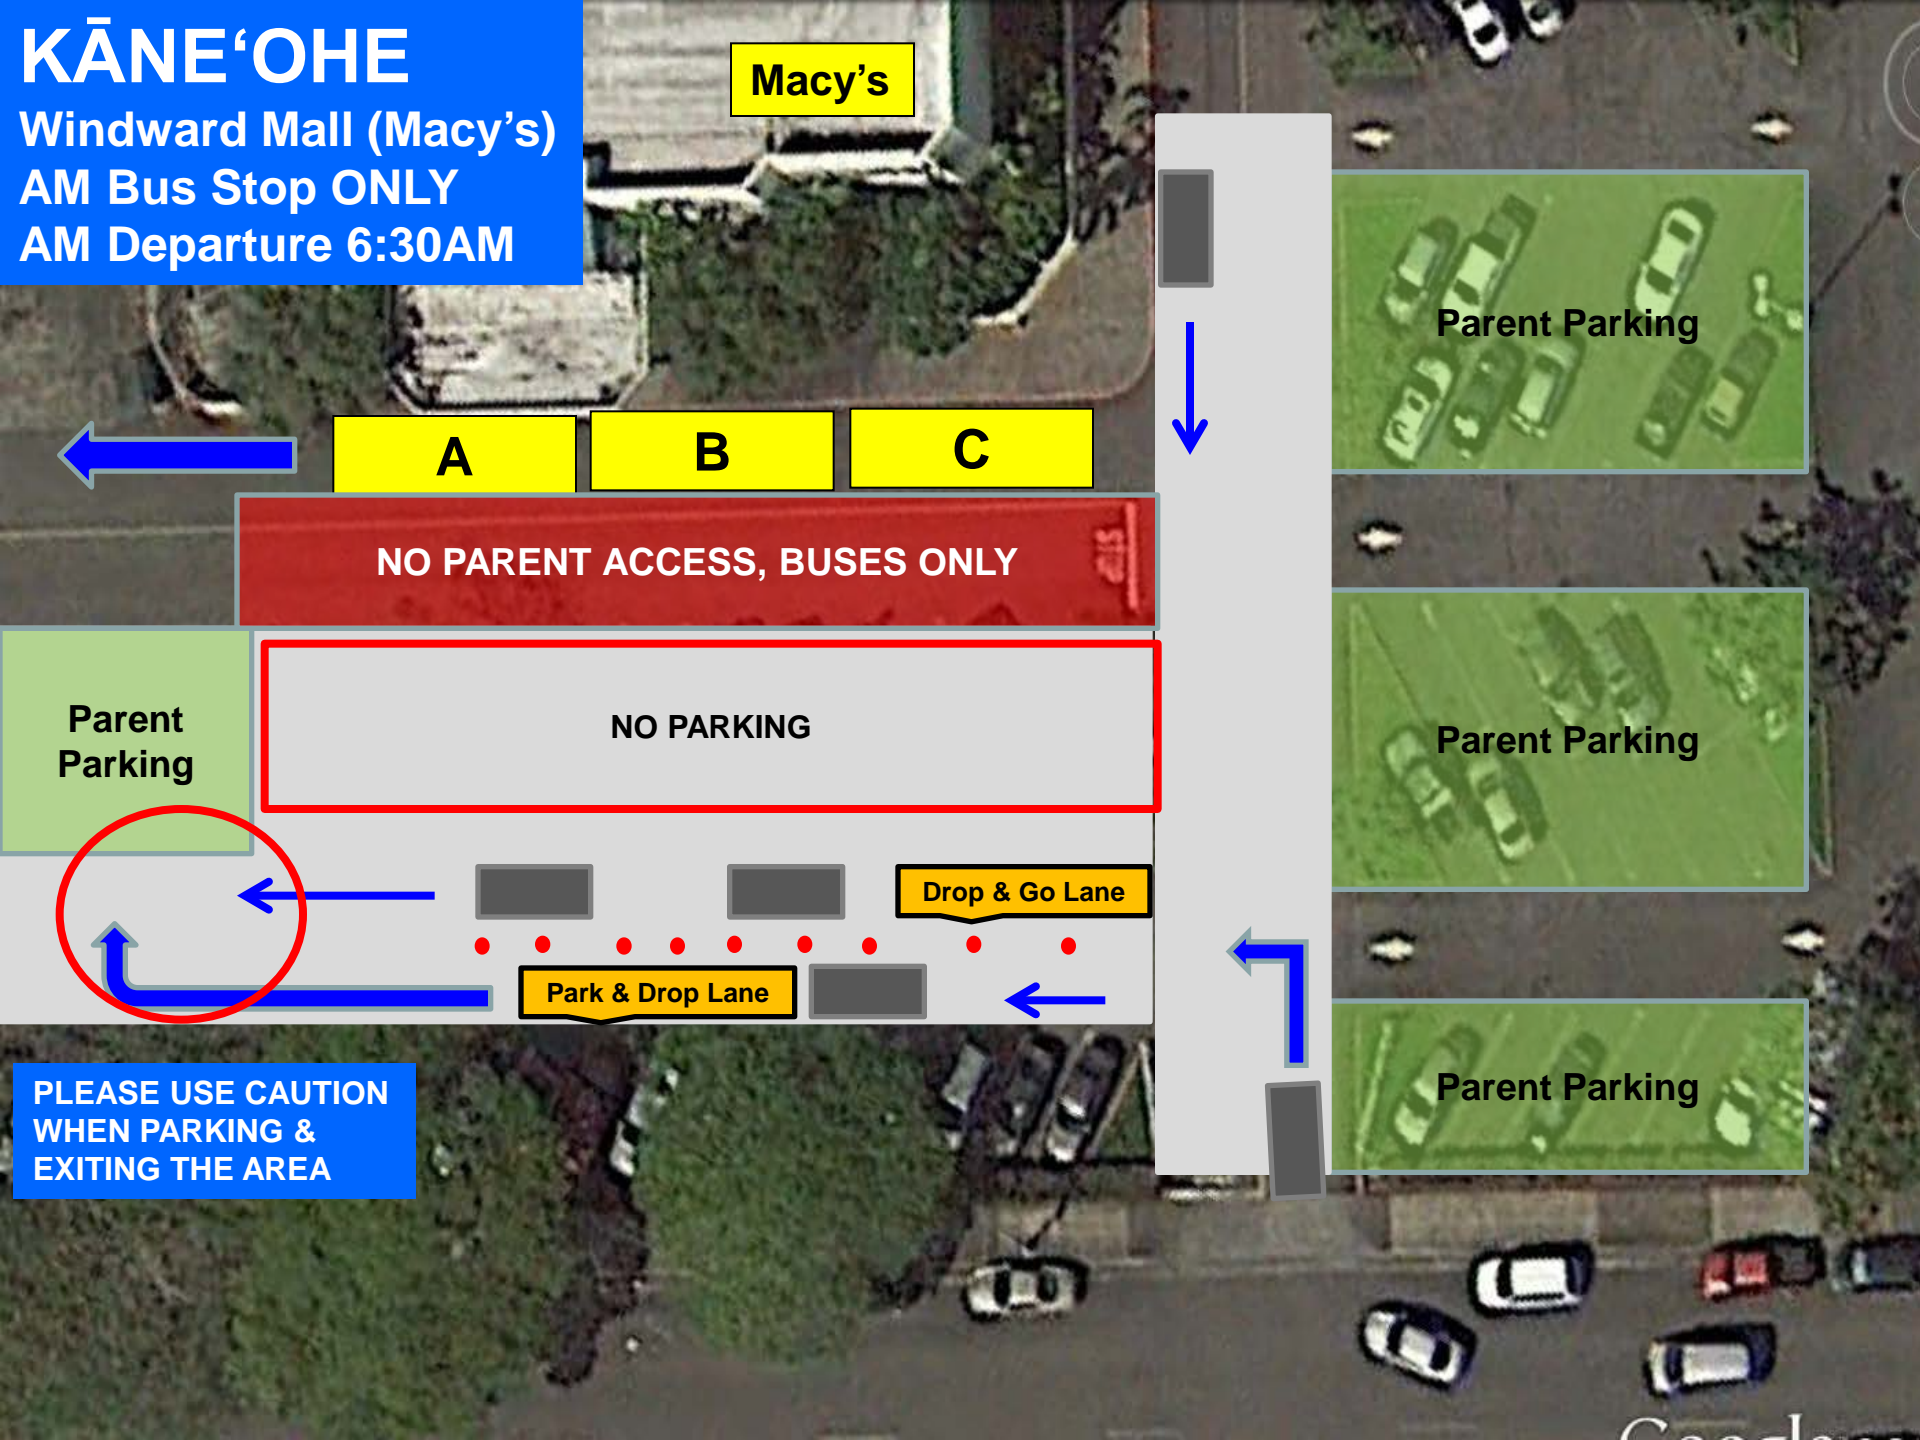 KĀNE‘OHE
Windward Mall (Macy’s)
AM Bus Stop ONLY
AM Departure 6:30AM
Macy’s
A
B
C
NO PARENT ACCESS, BUSES ONLY
Parent
Parking
NO PARKING
Parent Parking
Parent Parking
Parent Parking
Drop & Go Lane
Park & Drop Lane
PLEASE USE CAUTION
WHEN PARKING &
EXITING THE AREA